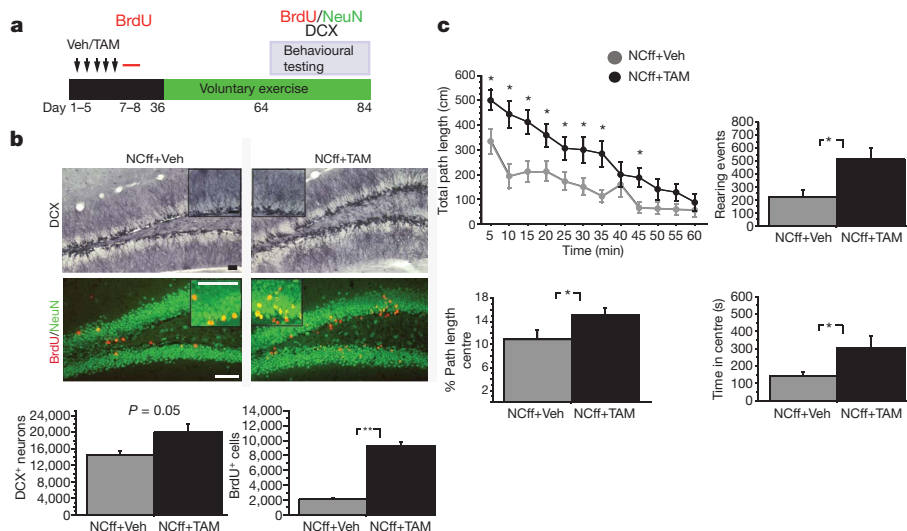 a
BrdU
BrdU/NeuN
DCX
Veh/TAM
Behavioural
testing
Voluntary exercise
Day 1–5 7–8 36 64 84
b
NCff+Veh NCff+TAM
DCX
BrdU/NeuN
24,000
20,000
16,000
12,000
8,000
4,000
0
DCX+ neurons
P = 0.05
NCff+Veh NCff+TAM
14,000
12,000
10,000
8,000
6,000
4,000
2,000
0
BrdU+ cells
**
NCff+Veh NCff+TAM
c
NCff+Veh
NCff+TAM
600
500
400
300
200
100
0
Total path length (cm)
* * * * * * * *
5 10 15 20 25 30 35 40 45 50 55 60
Time (min)
800
700
600
500
400
300
200
100
0
Rearing events
*
NCff+Veh NCff+TAM
18
14
10
6
2
% Path length
centre
*
NCff+Veh NCff+TAM
600
500
400
300
200
100
0
Time in centre (s)
*
NCff+Veh NCff+TAM